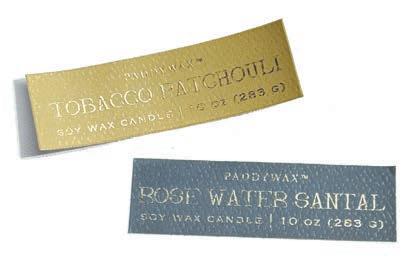 PADDYWAX™
TOBACCO PATCHOULI
SOY WAX CANDLE | 10 OZ (283 G)
PADDYWAX™
ROSE WATER SANTAL
SOY WAX CANDLE | 10 OZ (283 G)